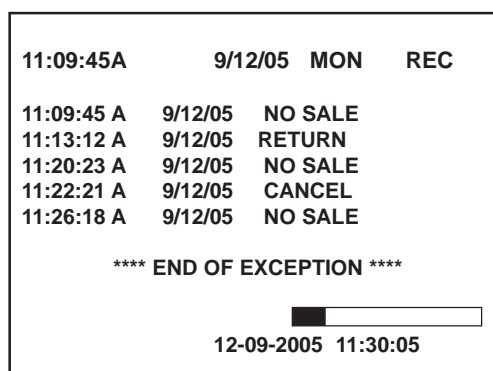 11:09:45A 9/12/05 MON REC
11:09:45 A 9/12/05 NO SALE
11:13:12 A 9/12/05 RETURN
11:20:23 A 9/12/05 NO SALE
11:22:21 A 9/12/05 CANCEL
11:26:18 A 9/12/05 NO SALE
**** END OF EXCEPTION ****
12-09-2005 11:30:05